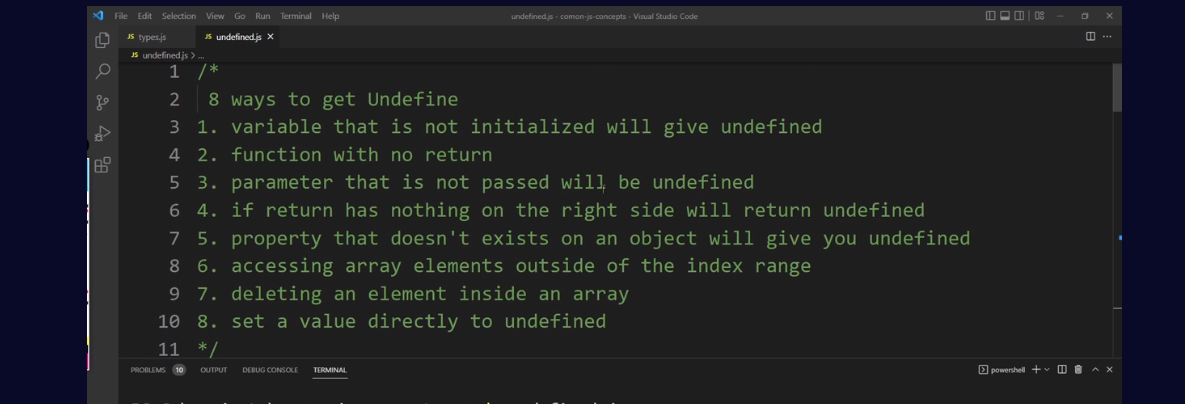 File Edit Selection View Go Run Terminal Help undefined.js - comon-js-concepts - Visual Studio Code
JS types.js JS undefined.js
JS undefined.js > ...
1 /*
2 8 ways to get Undefine
3 1. variable that is not initialized will give undefined
4 2. function with no return
5 3. parameter that is not passed will be undefined
6 4. if return has nothing on the right side will return undefined
7 5. property that doesn't exists on an object will give you undefined
8 6. accessing array elements outside of the index range
9 7. deleting an element inside an array
10 8. set a value directly to undefined
11 */
PROBLEMS 10 OUTPUT DEBUG CONSOLE TERMINAL powershell